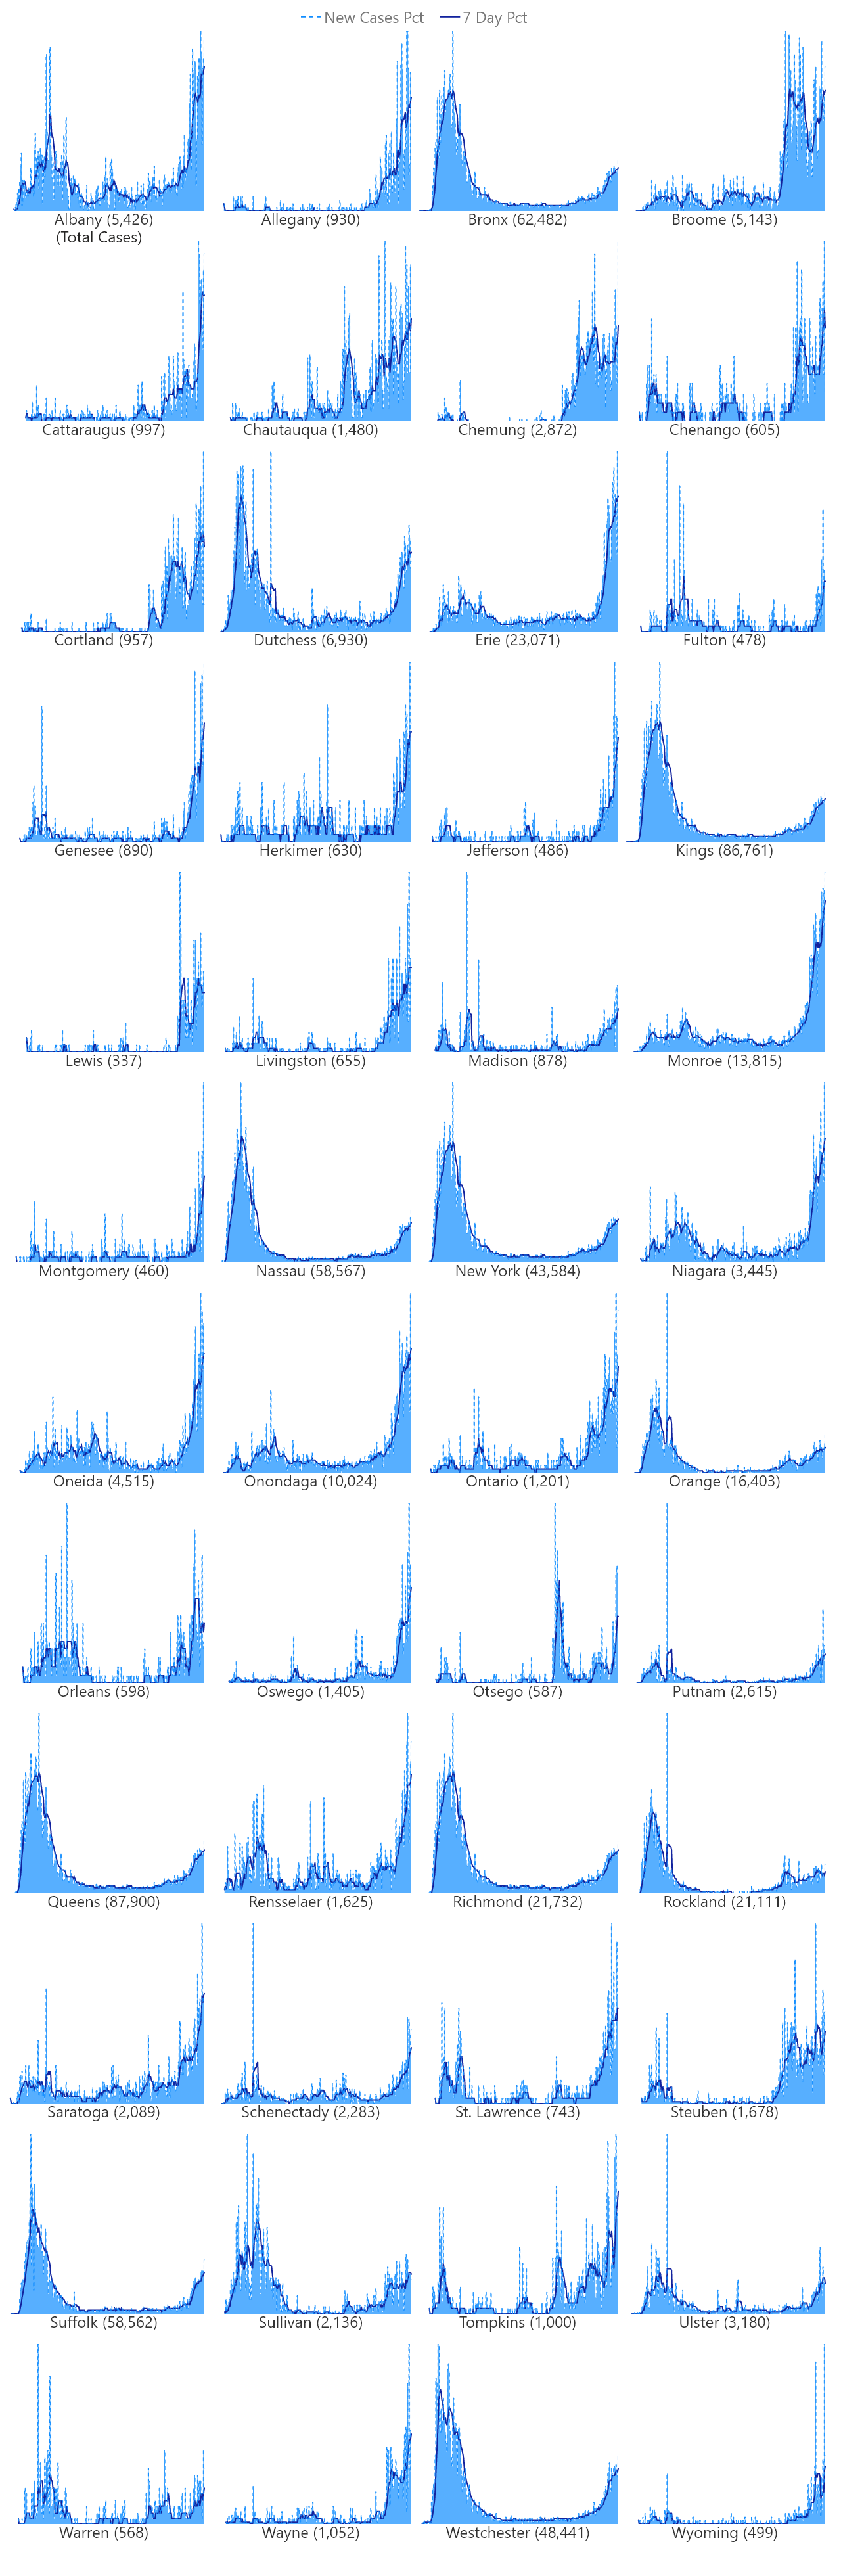 New Cases Pct 7 Day Pct
Albany (5,426) Allegany (930) Bronx (62,482) Broome (5,143)
(Total Cases)
Cattaraugus (997) Chautauqua (1,480) Chemung (2,872) Chenango (605)
Cortland (957) Dutchess (6,930) Erie (23,071) Fulton (478)
Genesee (890) Herkimer (630) Jefferson (486) Kings (86,761)
Lewis (337) Livingston (655) Madison (878) Monroe (13,815)
Montgomery (460) Nassau (58,567) New York (43,584) Niagara (3,445)
Oneida (4,515) Onondaga (10,024) Ontario (1,201) Orange (16,403)
Orleans (598) Oswego (1,405) Otsego (587) Putnam (2,615)
Queens (87,900) Rensselaer (1,625) Richmond (21,732) Rockland (21,111)
Saratoga (2,089) Schenectady (2,283) St. Lawrence (743) Steuben (1,678)
Suffolk (58,562) Sullivan (2,136) Tompkins (1,000) Ulster (3,180)
Warren (568) Wayne (1,052) Westchester (48,441) Wyoming (499)